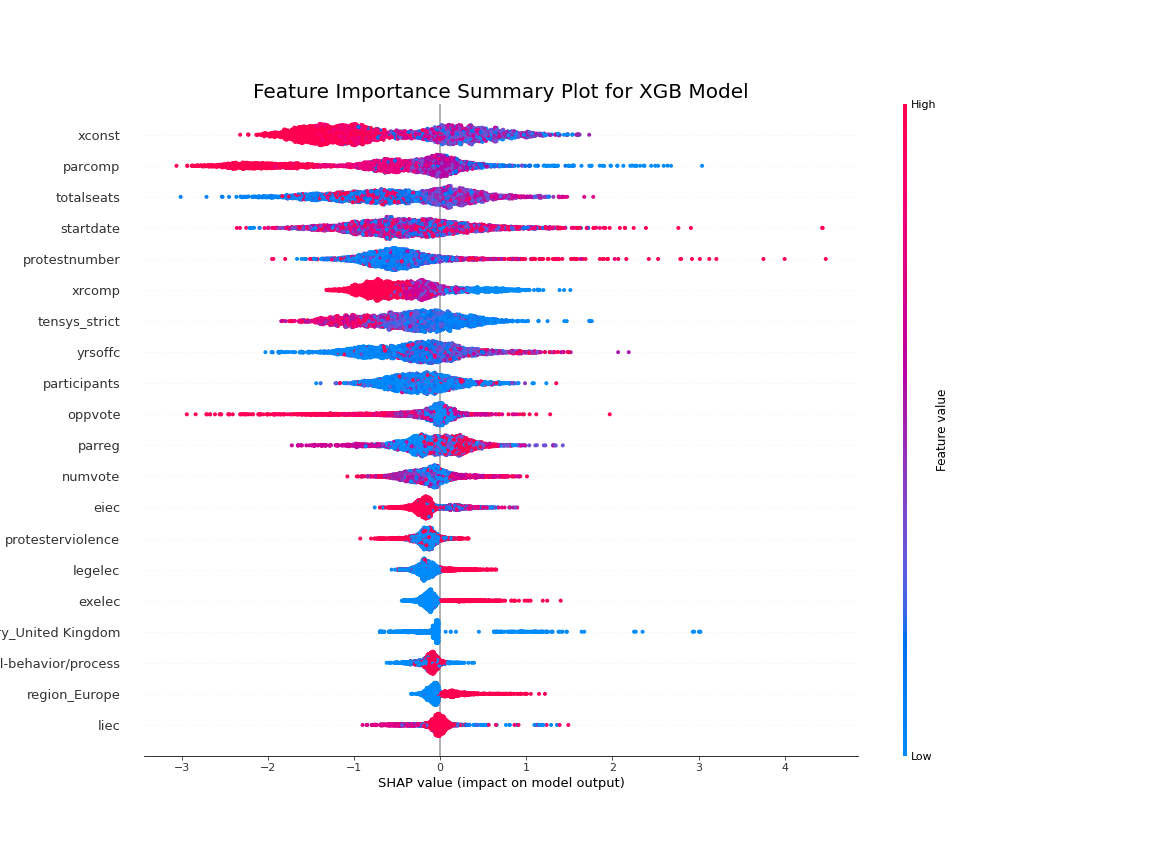 Feature Importance Summary Plot for XGB Model
High
xconst
parcomp
totalseats
startdate
protestnumber
xrcomp
tensys_strict
yrsoffc
participants
oppvote
parreg
numvote
eiec
protesterviolence
legelec
exelec
ry_United Kingdom
l-behavior/process
region_Europe
liec
Feature value
Low
−3 −2 −1 0 1 2 3 4
SHAP value (impact on model output)